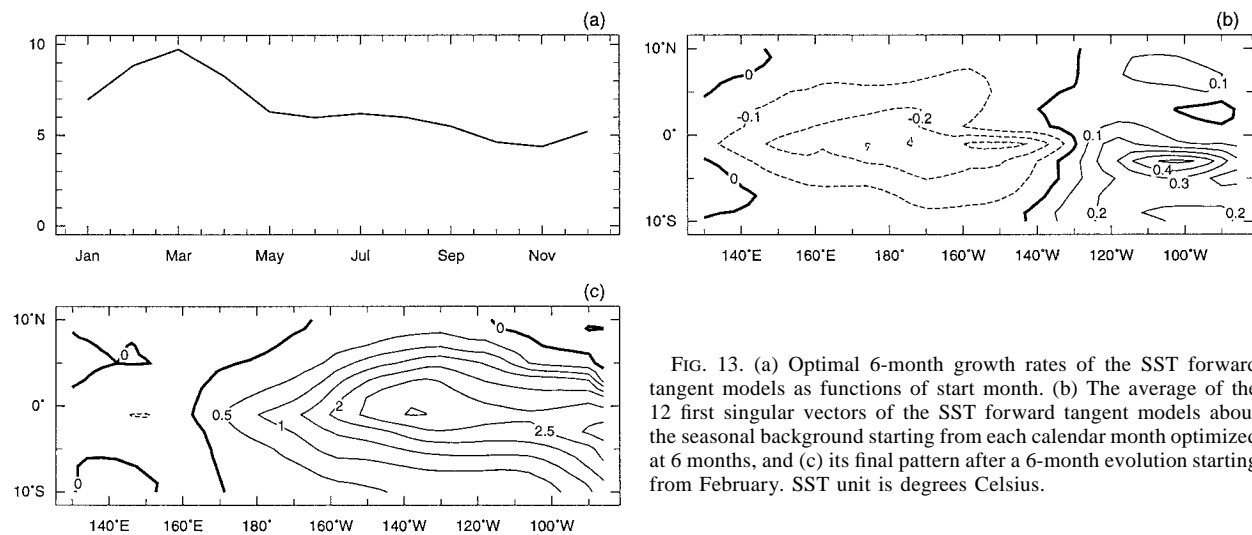 (a)
10
5
0
Jan Mar May Jul Sep Nov
(b)
10˚N
0˚
10˚S
0
-0.1
-0.2
0
0.1
0.1
0.4
0.3
0.2
0.2
140˚E 160˚E 180˚ 160˚W 140˚W 120˚W 100˚W
(c)
10˚N
0˚
10˚S
0
0
0.5
1
2
2.5
0
140˚E 160˚E 180˚ 160˚W 140˚W 120˚W 100˚W
FIG. 13. (a) Optimal 6-month growth rates of the SST forward
tangent models as functions of start month. (b) The average of the
12 first singular vectors of the SST forward tangent models abou
the seasonal background starting from each calendar month optimized
at 6 months, and (c) its final pattern after a 6-month evolution starting
from February. SST unit is degrees Celsius.